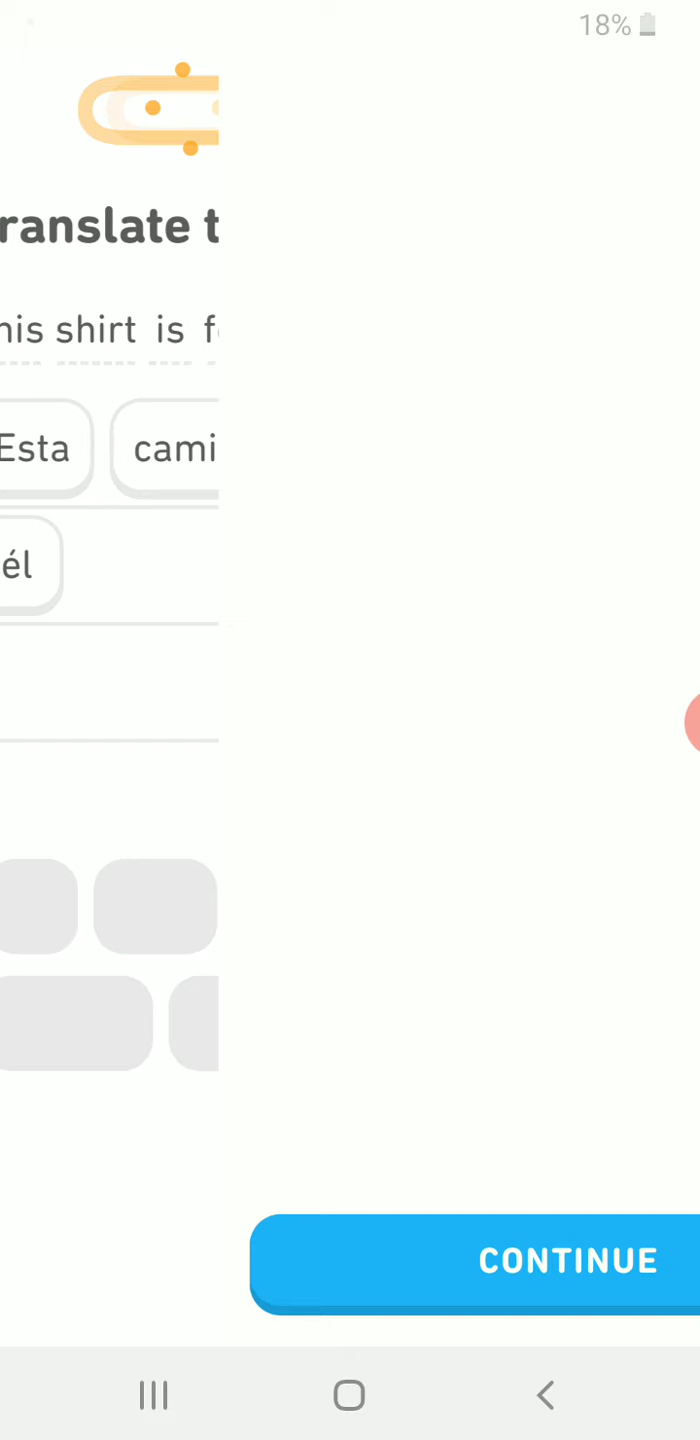 18%
ranslate t
his shirt is f
Esta cami
él
CONTINUE